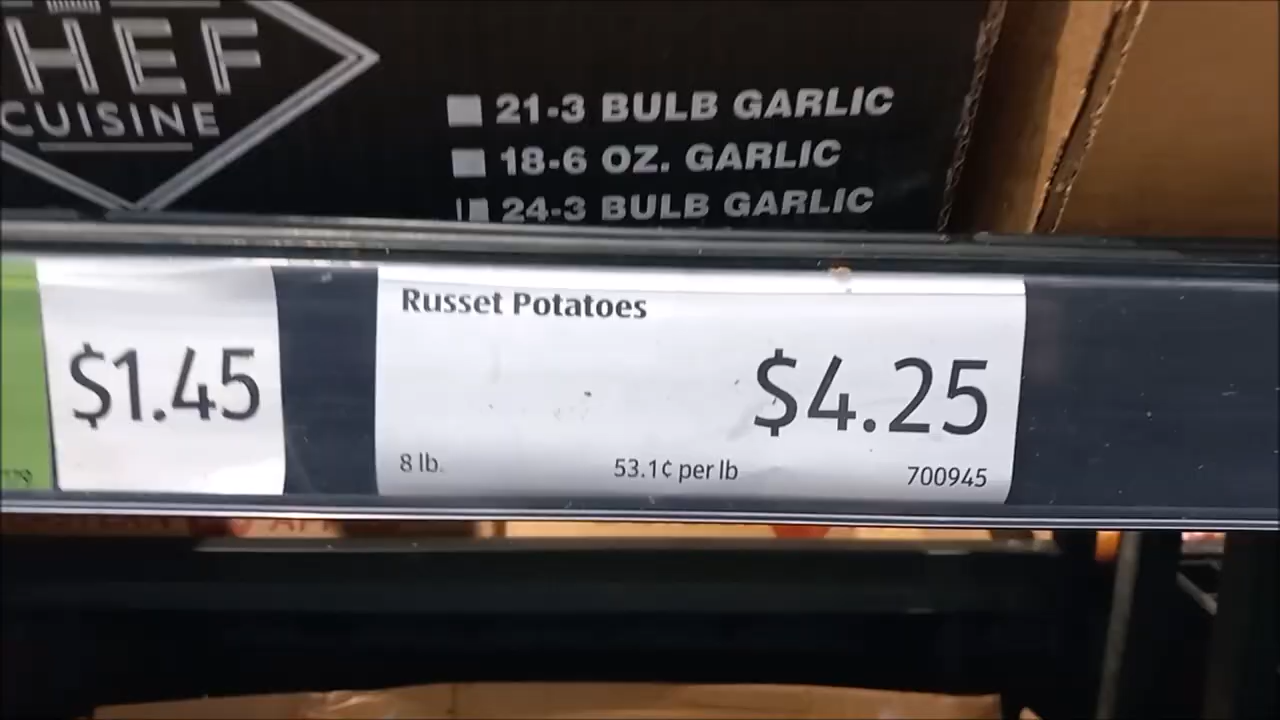 HEF
CUISINE
21-3 BULB GARLIC
18-6 OZ. GARLIC
24-3 BULB GARLIC
$1.45
Russet Potatoes
$4.25
8 lb.
53.1¢ per lb
700945